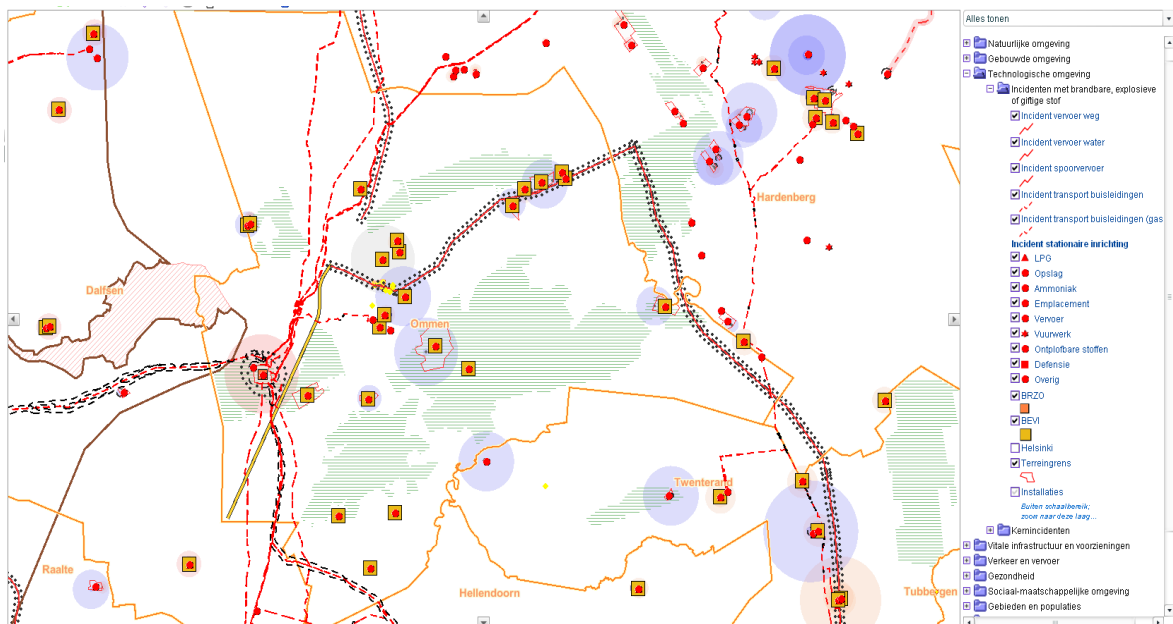 Alles tonen
Natuurlijke omgeving
Gebouwde omgeving
Technologische omgeving
Incidenten met brandbare, explosieve
of giftige stof
Incident vervoer weg
Incident vervoer water
Incident spoorvervoer
Incident transport buisleidingen
Incident transport buisleidingen (gas
Incident stationaire inrichting
LPG
Opslag
Ammoniak
Emplacement
Vervoer
Vuurwerk
Ontplofbare stoffen
Defensie
Overig
BRZO
BEVI
Helsinki
Terreingrens
Installaties
Buiten schaalbereik;
zoom naar deze laag...
Kernincidenten
Vitale infrastructuur en voorzieningen
Verkeer en vervoer
Gezondheid
Sociaal-maatschappelijke omgeving
Gebieden en populaties
Hardenberg
Dalfsen
Ommen
Twenterand
Raalte
Hellendoorn
Tubbergen